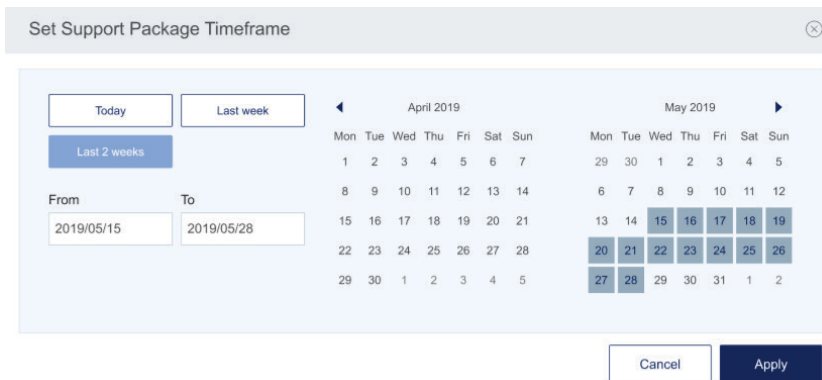 Set Support Package Timeframe
Today Last week
Last 2 weeks
From To
2019/05/15 2019/05/28
April 2019
Mon Tue Wed Thu Fri Sat Sun
1 2 3 4 5 6 7
8 9 10 11 12 13 14
15 16 17 18 19 20 21
22 23 24 25 26 27 28
29 30 1 2 3 4 5
May 2019
Mon Tue Wed Thu Fri Sat Sun
29 30 1 2 3 4 5
6 7 8 9 10 11 12
13 14 15 16 17 18 19
20 21 22 23 24 25 26
27 28 29 30 31 1 2
Cancel Apply